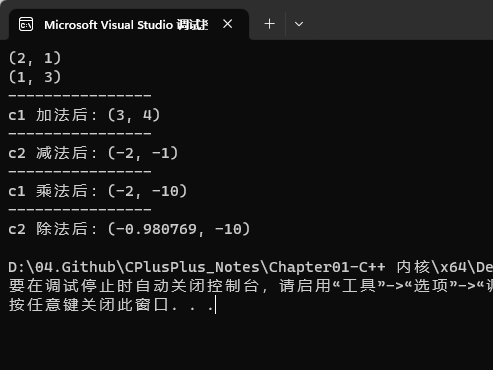 Microsoft Visual Studio 调试
(2, 1)
(1, 3)
----------------
c1 加法后：(3, 4)
----------------
c2 减法后：(-2, -1)
----------------
c1 乘法后：(-2, -10)
----------------
c2 除法后：(-0.980769, -10)
D:\04.Github\CPlusPlus_Notes\Chapter01-C++ 内核\x64\De
要在调试停止时自动关闭控制台，请启用“工具”->“选项”->“调
按任意键关闭此窗口. . .